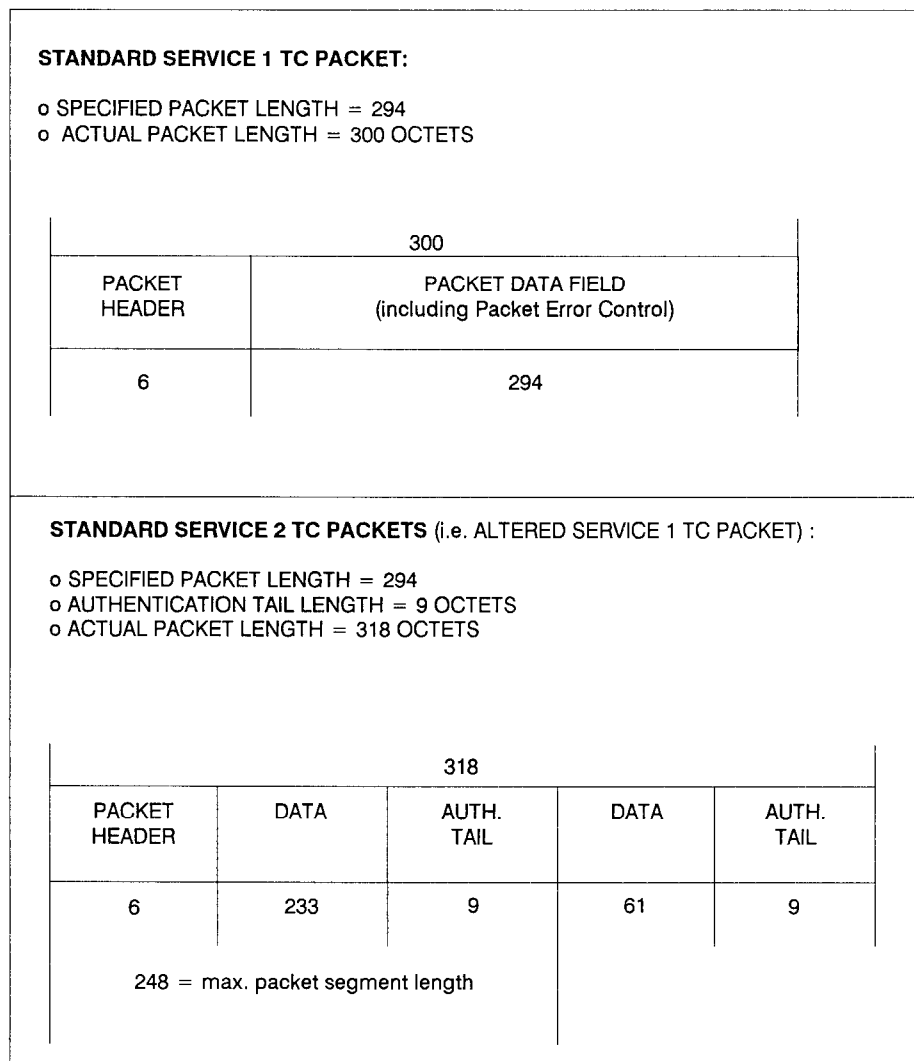 STANDARD SERVICE 1 TC PACKET:
o SPECIFIED PACKET LENGTH = 294
o ACTUAL PACKET LENGTH = 300 OCTETS
300
PACKET HEADER
PACKET DATA FIELD
(including Packet Error Control)
6
294
STANDARD SERVICE 2 TC PACKETS (i.e. ALTERED SERVICE 1 TC PACKET) :
o SPECIFIED PACKET LENGTH = 294
o AUTHENTICATION TAIL LENGTH = 9 OCTETS
o ACTUAL PACKET LENGTH = 318 OCTETS
318
PACKET HEADER
DATA
AUTH. TAIL
DATA
AUTH. TAIL
6
233
9
61
9
248 = max. packet segment length